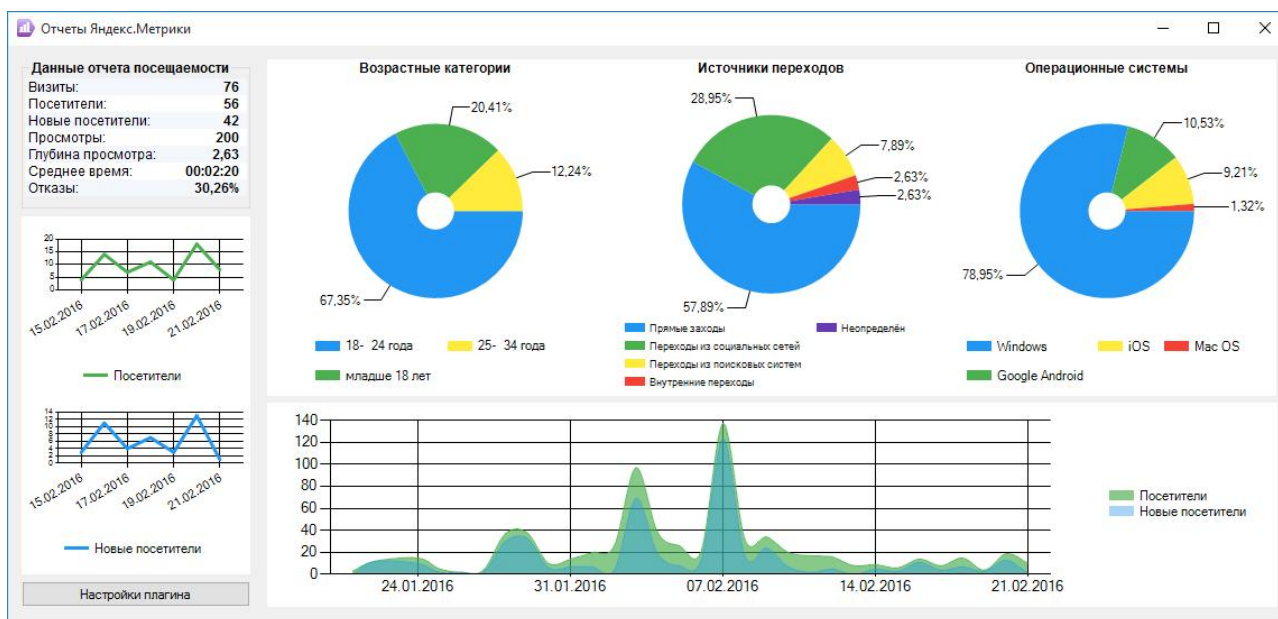 Отчеты Яндекс.Метрики
Данные отчета посещаемости
Визиты: 76
Посетители: 56
Новые посетители: 42
Просмотры: 200
Глубина просмотра: 2,63
Среднее время: 00:02:20
Отказы: 30,26%
20
15
10
5
0
15.02.2016 17.02.2016 19.02.2016 21.02.2016
Посетители
14
12
10
8
6
4
2
0
15.02.2016 17.02.2016 19.02.2016 21.02.2016
Новые посетители
Настройки плагина
Возрастные категории
20,41%
12,24%
67,35%
18- 24 года 25- 34 года
младше 18 лет
Источники переходов
28,95%
7,89%
2,63%
2,63%
57,89%
Прямые заходы Неопределён
Переходы из социальных сетей
Переходы из поисковых систем
Внутренние переходы
Операционные системы
10,53%
9,21%
1,32%
78,95%
Windows iOS Mac OS
Google Android
140
120
100
80
60
40
20
0
24.01.2016 31.01.2016 07.02.2016 14.02.2016 21.02.2016
Посетители
Новые посетители